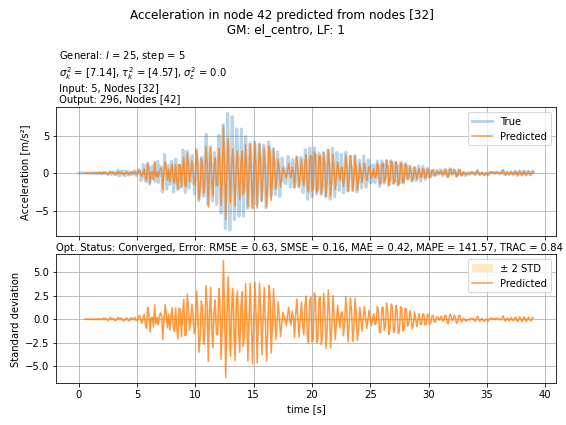 Acceleration in node 42 predicted from nodes [32]
GM: el_centro, LF: 1
General: l = 25, step = 5
σ²ₖ = [7.14], τ²ₖ = [4.57], σ²_ε = 0.0
Input: 5, Nodes [32]
Output: 296, Nodes [42]
Acceleration [m/s²]
5
0
−5
True
Predicted
Opt. Status: Converged, Error: RMSE = 0.63, SMSE = 0.16, MAE = 0.42, MAPE = 141.57, TRAC = 0.84
Standard deviation
5.0
2.5
0.0
−2.5
−5.0
± 2 STD
Predicted
0 5 10 15 20 25 30 35 40
time [s]